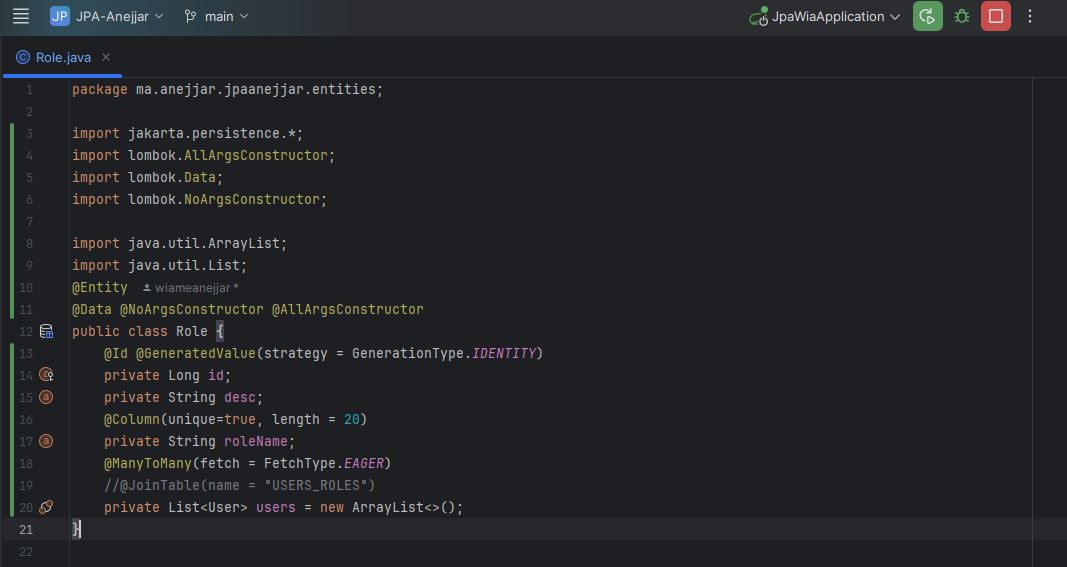 JP JPA-Anejjar main JpaWiaApplication
Role.java
1 package ma.anejjar.jpaanejjar.entities;
2
3 import jakarta.persistence.*;
4 import lombok.AllArgsConstructor;
5 import lombok.Data;
6 import lombok.NoArgsConstructor;
7
8 import java.util.ArrayList;
9 import java.util.List;
10 @Entity wiameanejjar *
11 @Data @NoArgsConstructor @AllArgsConstructor
12 public class Role {
13 @Id @GeneratedValue(strategy = GenerationType.IDENTITY)
14 private Long id;
15 private String desc;
16 @Column(unique=true, length = 20)
17 private String roleName;
18 @ManyToMany(fetch = FetchType.EAGER)
19 //@JoinTable(name = "USERS_ROLES")
20 private List<User> users = new ArrayList<>();
21 }
22